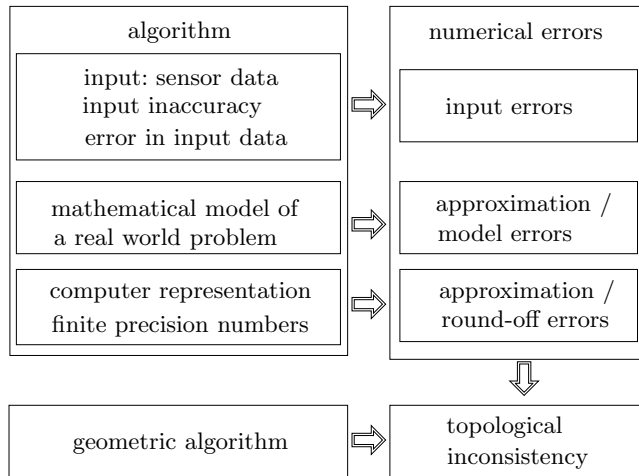 algorithm
input: sensor data
input inaccuracy
error in input data
mathematical model of
a real world problem
computer representation
finite precision numbers
numerical errors
input errors
approximation /
model errors
approximation /
round-off errors
geometric algorithm
topological
inconsistency